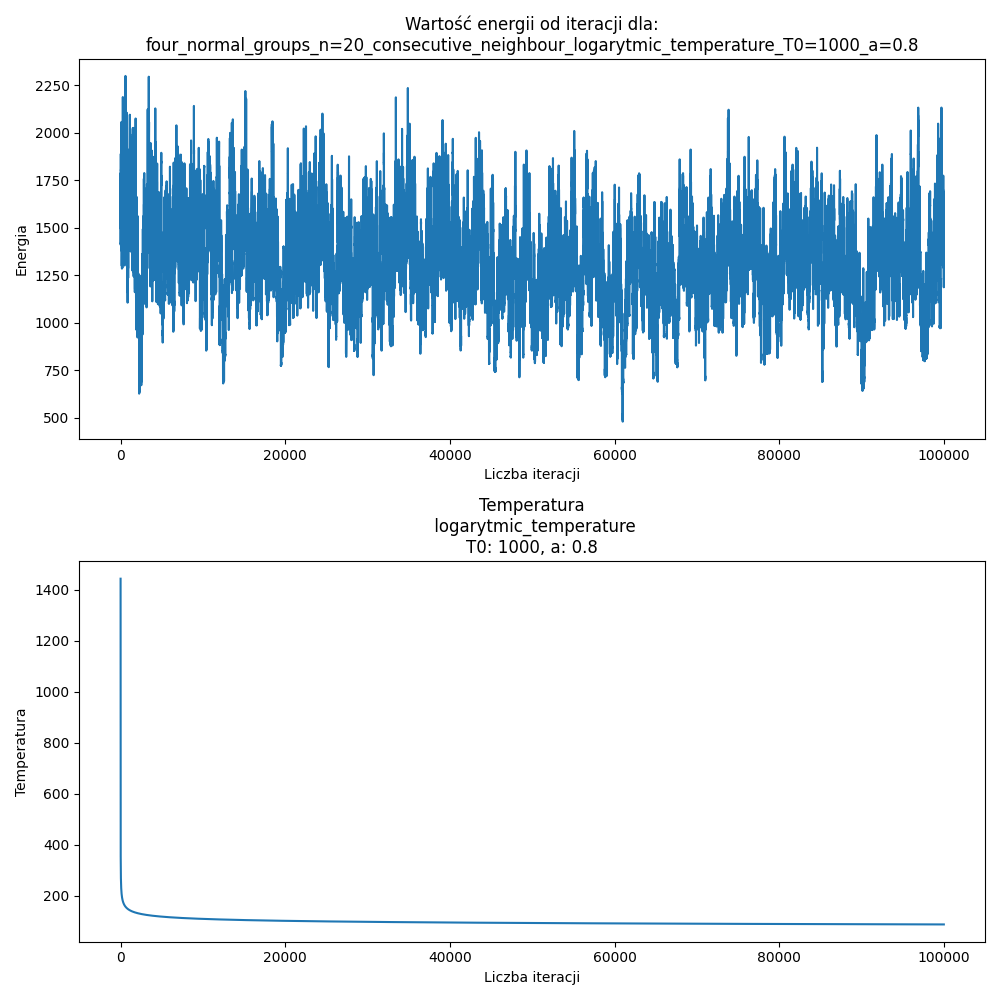 Wartość energii od iteracji dla:
four_normal_groups_n=20_consecutive_neighbour_logarytmic_temperature_T0=1000_a=0.8
2250
2000
1750
1500
1250
1000
750
500
Energia
0 20000 40000 60000 80000 100000
Liczba iteracji
Temperatura
logarytmic_temperature
T0: 1000, a: 0.8
1400
1200
1000
800
600
400
200
Temperatura
0 20000 40000 60000 80000 100000
Liczba iteracji